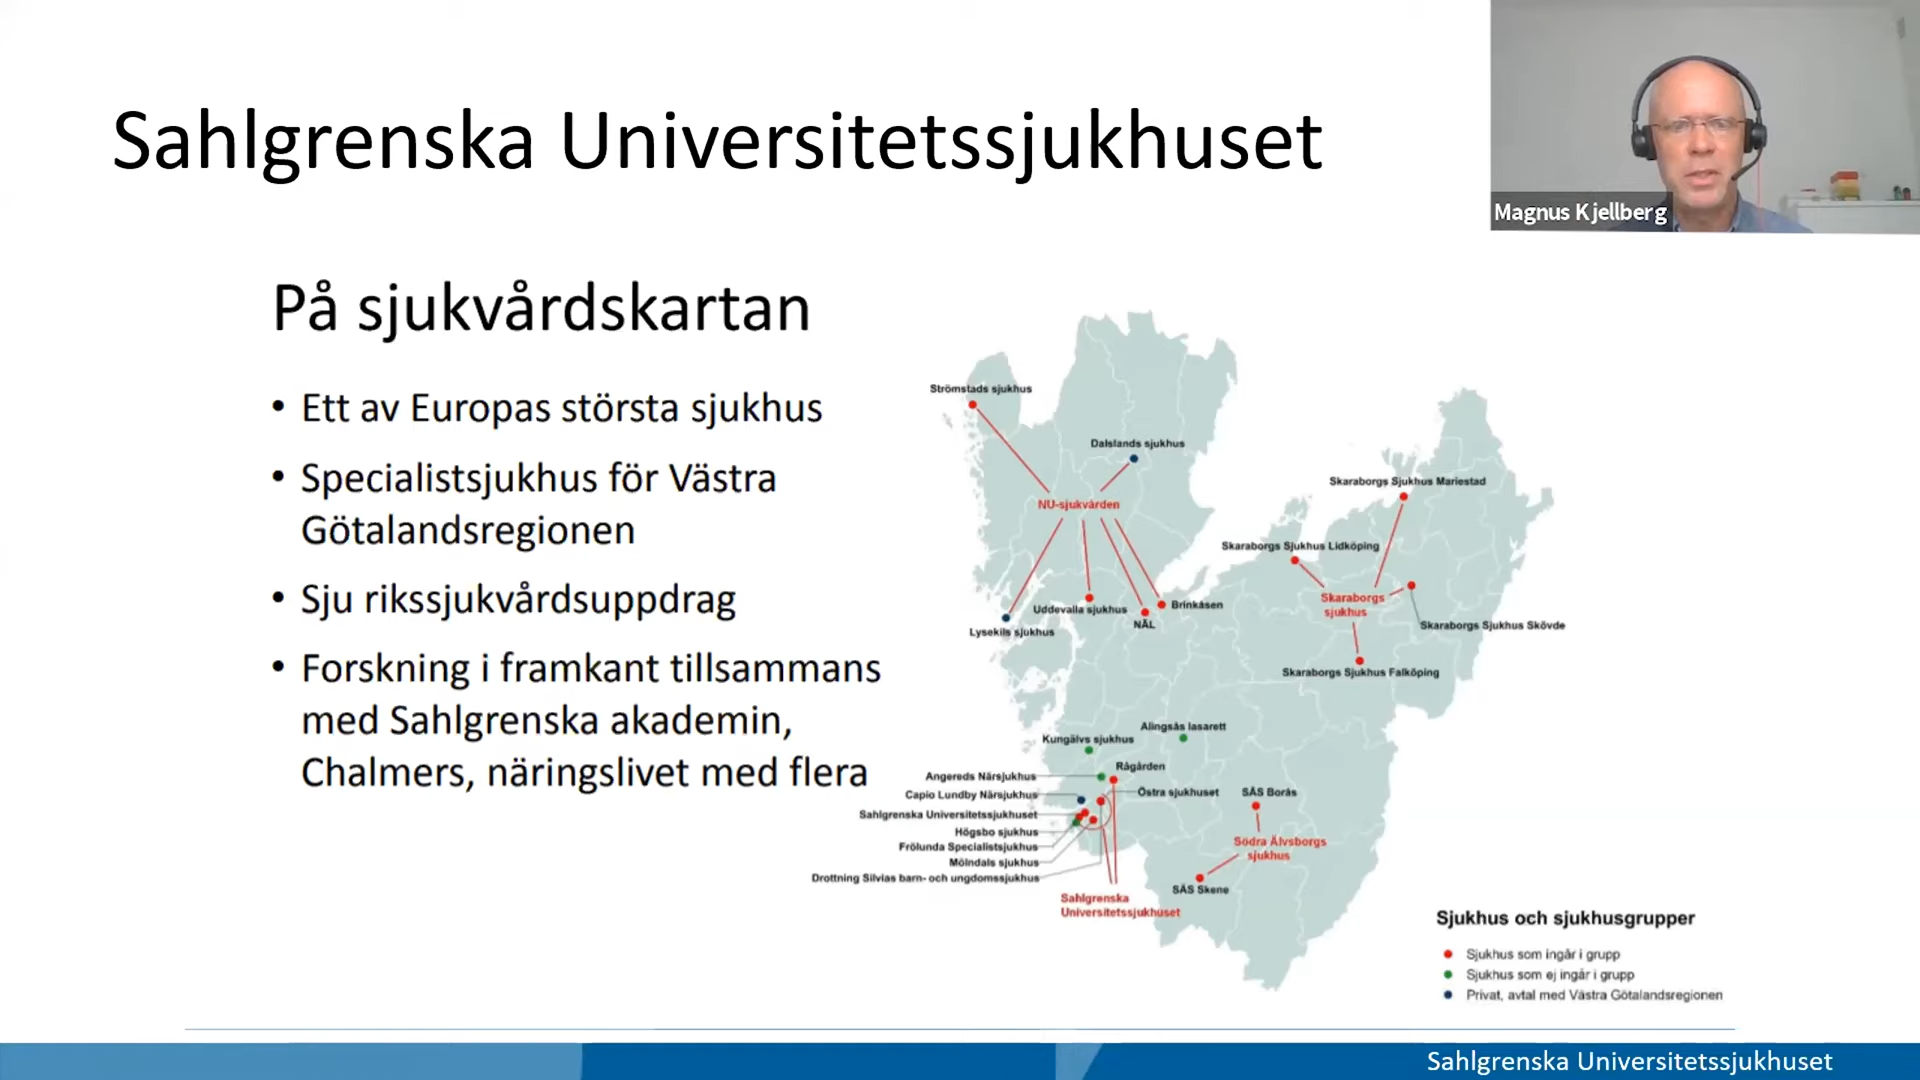 Sahlgrenska Universitetssjukhuset
Magnus Kjellberg
På sjukvårdskartan
• Ett av Europas största sjukhus
• Specialistsjukhus för Västra
Götalandsregionen
• Sju rikssjukvårdsuppdrag
• Forskning i framkant tillsammans
med Sahlgrenska akademin,
Chalmers, näringslivet med flera
Strömstads sjukhus
Dalslands sjukhus
NU-sjukvården
Uddevalla sjukhus
Brinkåsen
NÄL
Lysekils sjukhus
Skaraborgs Sjukhus Mariestad
Skaraborgs Sjukhus Lidköping
Skaraborgs
sjukhus
Skaraborgs Sjukhus Skövde
Skaraborgs Sjukhus Falköping
Alingsås lasarett
Kungälvs sjukhus
Rågården
Angereds Närsjukhus
Östra sjukhuset
Capio Lundby Närsjukhus
Sahlgrenska Universitetssjukhuset
Högsbo sjukhus
Frölunda Specialistsjukhus
Mölndals sjukhus
Drottning Silvias barn- och ungdomssjukhus
SÄS Borås
Södra Älvsborgs
sjukhus
SÄS Skene
Sahlgrenska
Universitetssjukhuset
Sjukhus och sjukhusgrupper
Sjukhus som ingår i grupp
Sjukhus som ej ingår i grupp
Privat, avtal med Västra Götalandsregionen
Sahlgrenska Universitetssjukhuset